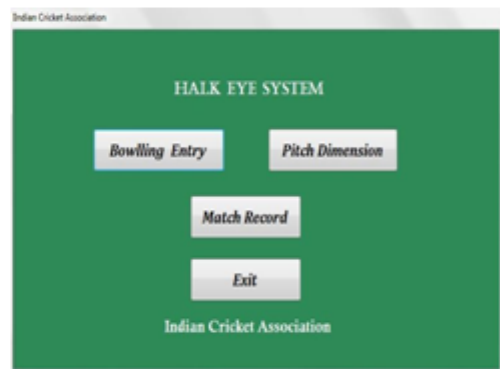 Indian Cricket Association
HALK EYE SYSTEM
Bowlling Entry
Pitch Dimension
Match Record
Exit
Indian Cricket Association